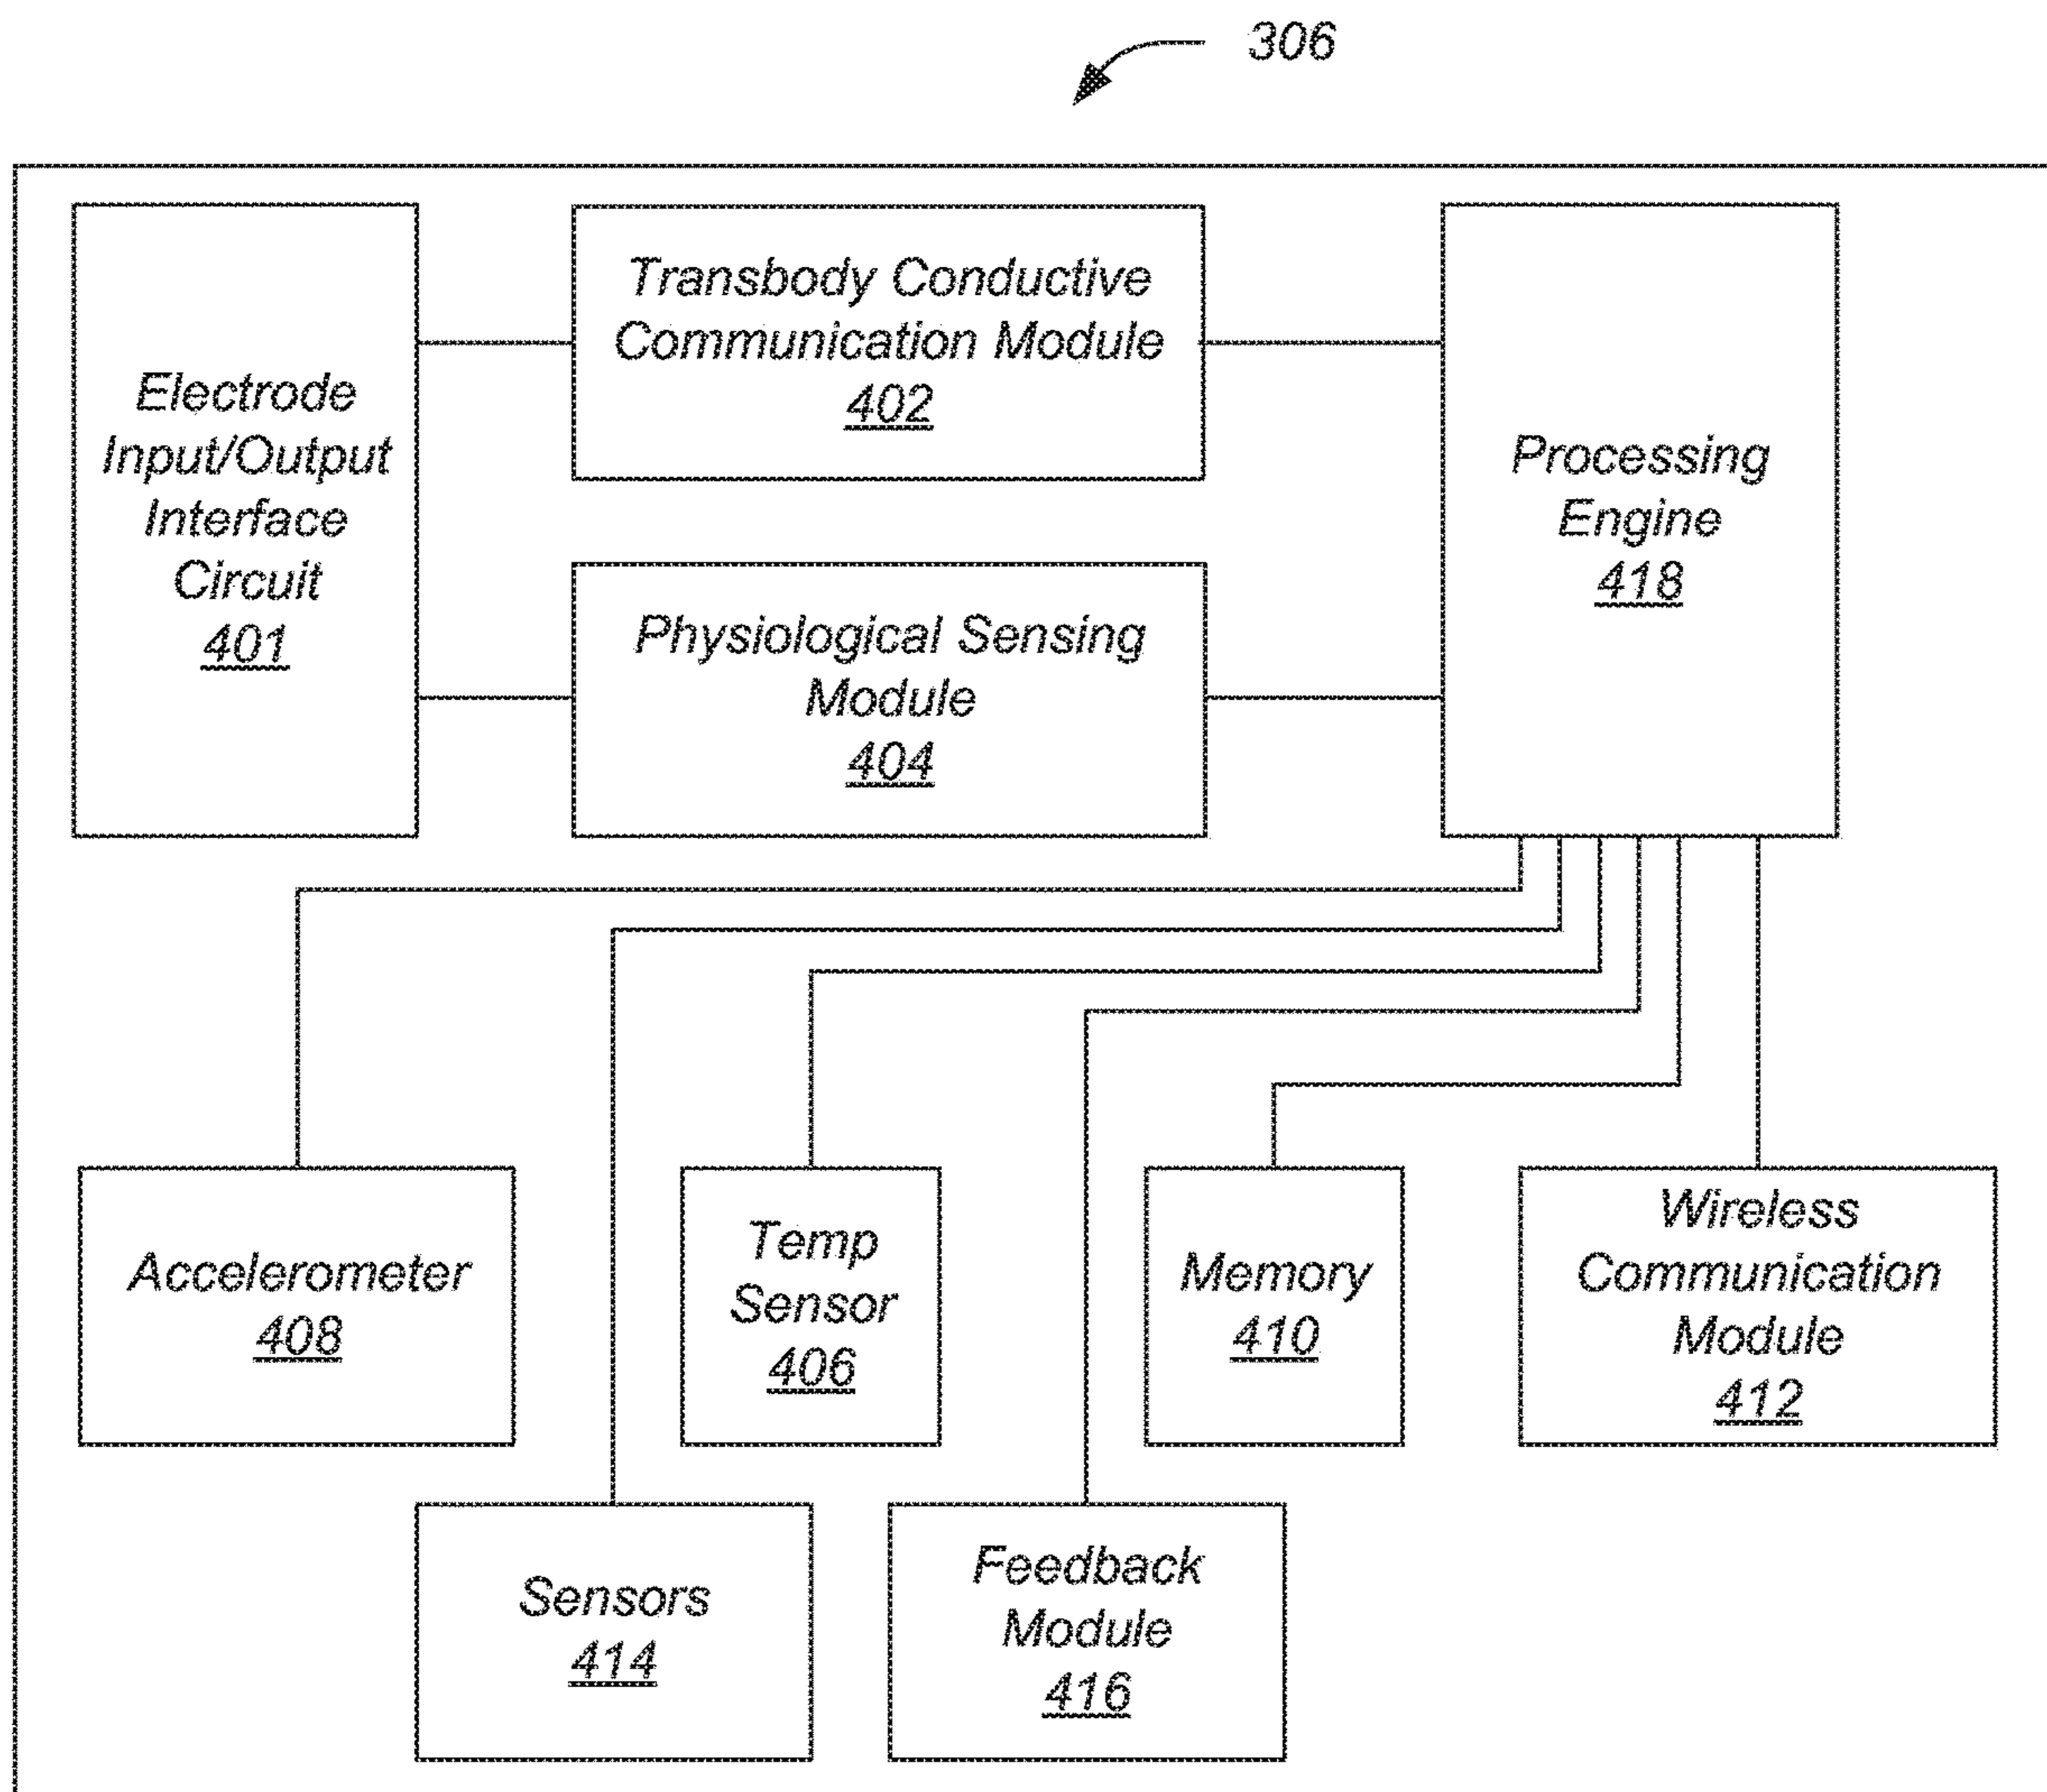 306
Electrode
Input/Output
Interface
Circuit
401
Transbody Conductive
Communication Module
402
Physiological Sensing
Module
404
Processing
Engine
418
Accelerometer
408
Temp
Sensor
406
Memory
410
Wireless
Communication
Module
412
Sensors
414
Feedback
Module
416